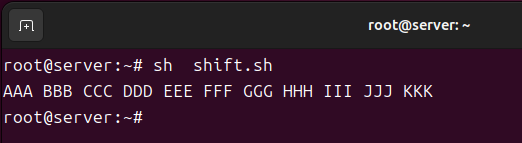 root@server: ~
root@server:~# sh  shift.sh
AAA BBB CCC DDD EEE FFF GGG HHH III JJJ KKK
root@server:~#